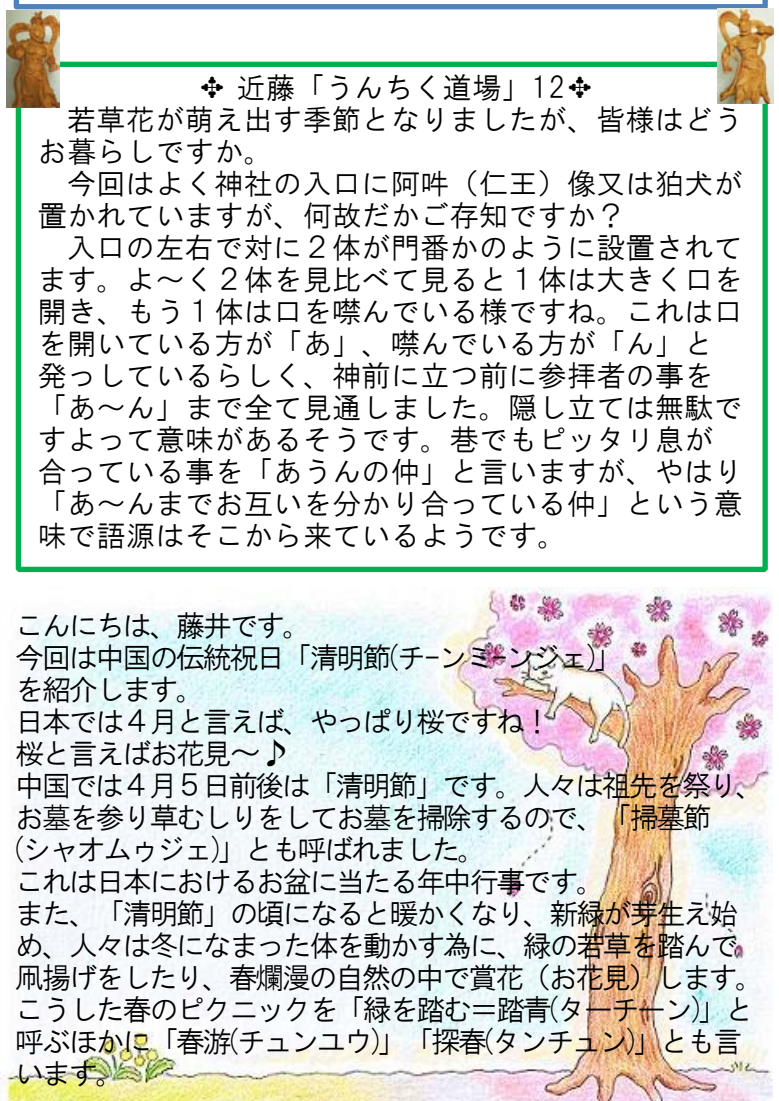 ✥ 近藤「うんちく道場」12✥
若草花が萌え出す季節となりましたが、皆様はどう
お暮らしですか。
今回はよく神社の入口に阿吽（仁王）像又は狛犬が
置かれていますが、何故だかご存知ですか？
入口の左右で対に２体が門番かのように設置されて
ます。よ～く２体を見比べて見ると１体は大きく口を
開き、もう１体は口を噤んでいる様ですね。これは口
を開いている方が「あ」、噤んでいる方が「ん」と
発っしているらしく、神前に立つ前に参拝者の事を
「あ～ん」まで全て見通しました。隠し立ては無駄で
すよって意味があるそうです。巷でもピッタリ息が
合っている事を「あうんの仲」と言いますが、やはり
「あ～んまでお互いを分かり合っている仲」という意
味で語源はそこから来ているようです。
こんにちは、藤井です。
今回は中国の伝統祝日「清明節(チｰンミｰンジェ)」
を紹介します。
日本では４月と言えば、やっぱり桜ですね！
桜と言えばお花見～♪
中国では４月５日前後は「清明節」です。人々は祖先を祭り、
お墓を参り草むしりをしてお墓を掃除するので、「掃墓節
(シャオムゥジェ)」とも呼ばれました。
これは日本におけるお盆に当たる年中行事です。
また、「清明節」の頃になると暖かくなり、新緑が芽生え始
め、人々は冬になまった体を動かす為に、緑の若草を踏んで
凧揚げをしたり、春爛漫の自然の中で賞花（お花見）します。
こうした春のピクニックを「緑を踏む＝踏青(ターチーン)」と
呼ぶほかに「春游(チュンユウ)」「探春(タンチュン)」とも言
います。